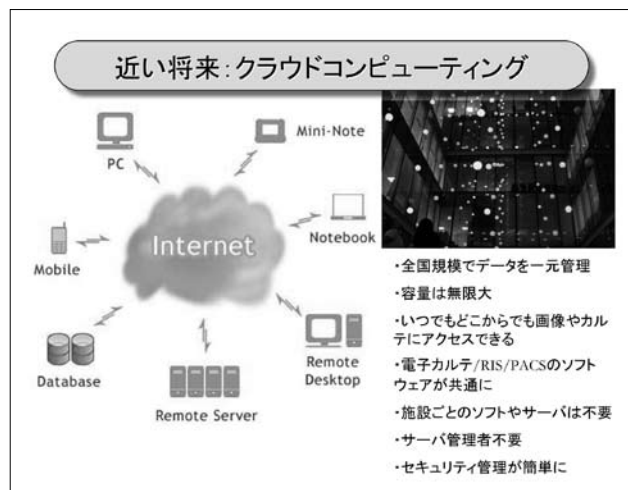 近い将来：クラウドコンピューティング
PC
Mini-Note
Internet
Mobile
Notebook
Database
Remote Server
Remote
Desktop
・全国規模でデータを一元管理
・容量は無限大
・いつでもどこからでも画像やカル
テにアクセスできる
・電子カルテ/RIS/PACSのソフト
ウェアが共通に
・施設ごとのソフトやサーバは不要
・サーバ管理者不要
・セキュリティ管理が簡単に